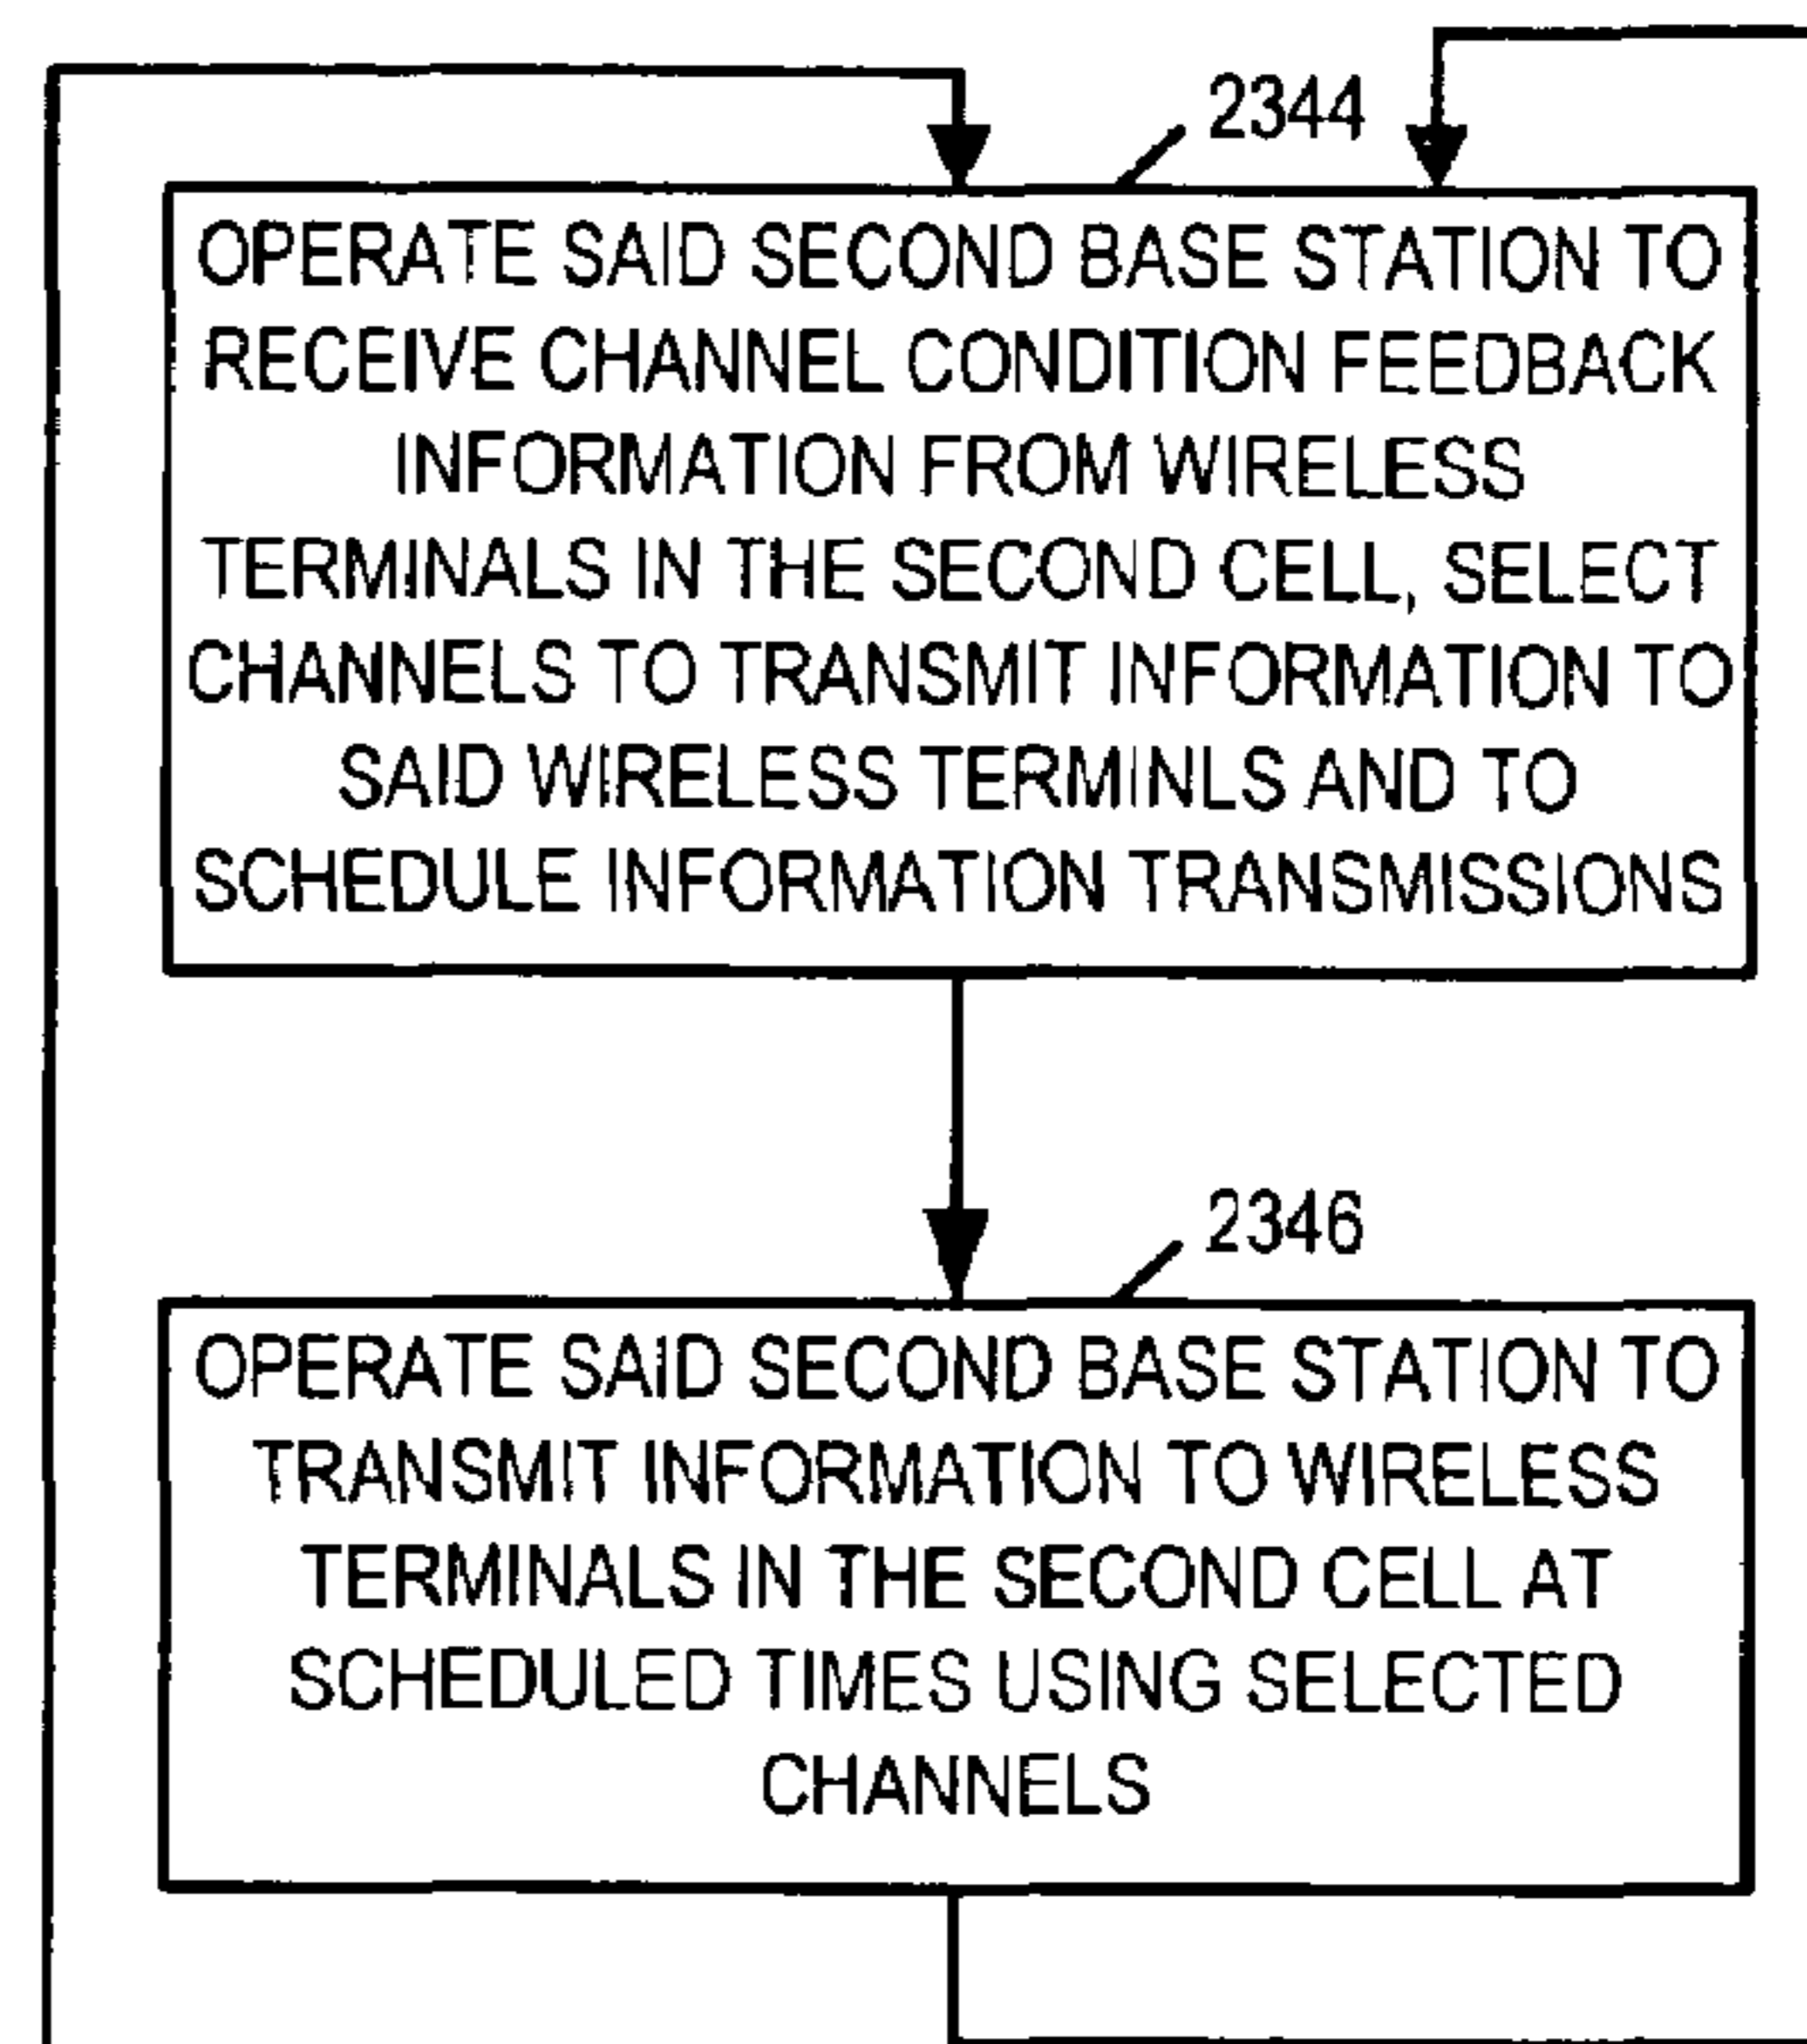 2344
OPERATE SAID SECOND BASE STATION TO
RECEIVE CHANNEL CONDITION FEEDBACK
INFORMATION FROM WIRELESS
TERMINALS IN THE SECOND CELL, SELECT
CHANNELS TO TRANSMIT INFORMATION TO
SAID WIRELESS TERMINLS AND TO
SCHEDULE INFORMATION TRANSMISSIONS
2346
OPERATE SAID SECOND BASE STATION TO
TRANSMIT INFORMATION TO WIRELESS
TERMINALS IN THE SECOND CELL AT
SCHEDULED TIMES USING SELECTED
CHANNELS